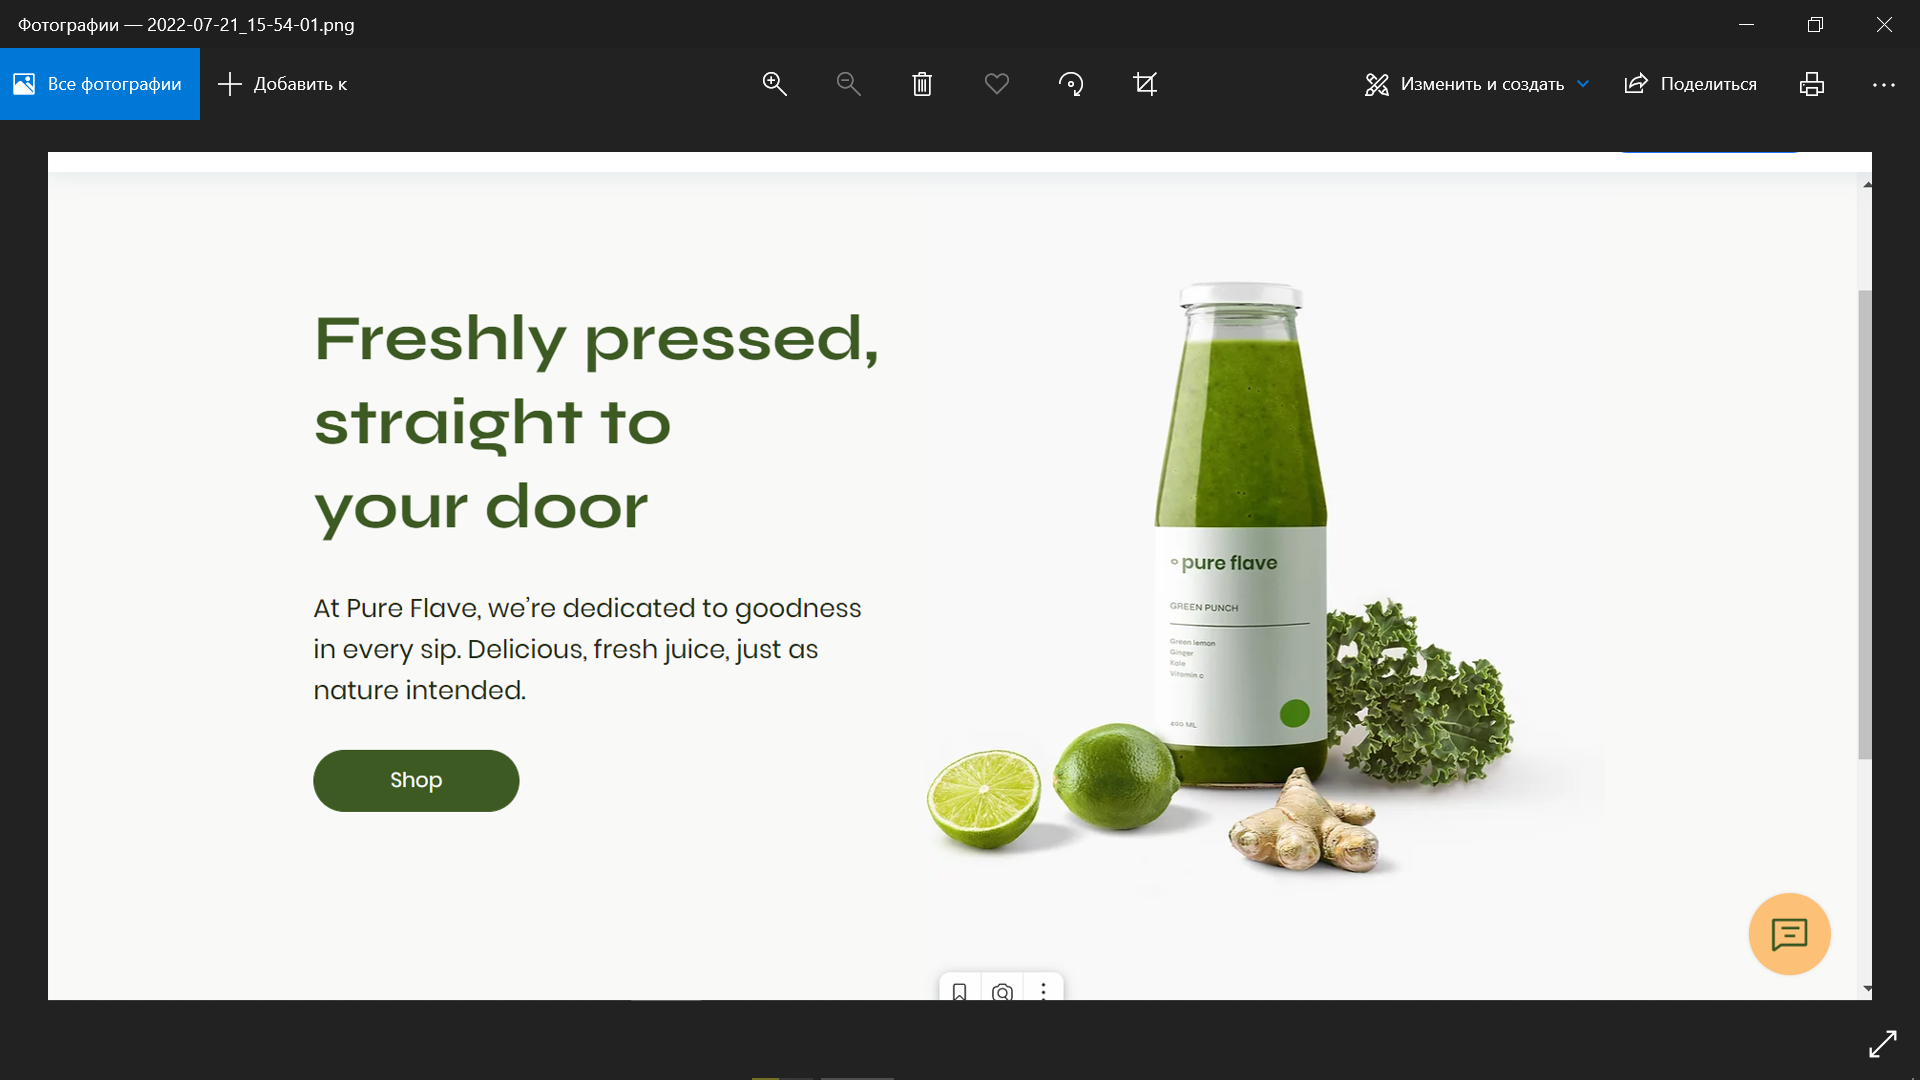 Фотографии — 2022-07-21_15-54-01.png
Все фотографии
Добавить к
Изменить и создать
Поделиться
Freshly pressed,
straight to
your door
At Pure Flave, we’re dedicated to goodness
in every sip. Delicious, fresh juice, just as
nature intended.
Shop
pure flave
GREEN PUNCH
Green lemon
Ginger
Kale
Vitamin c
400 ML